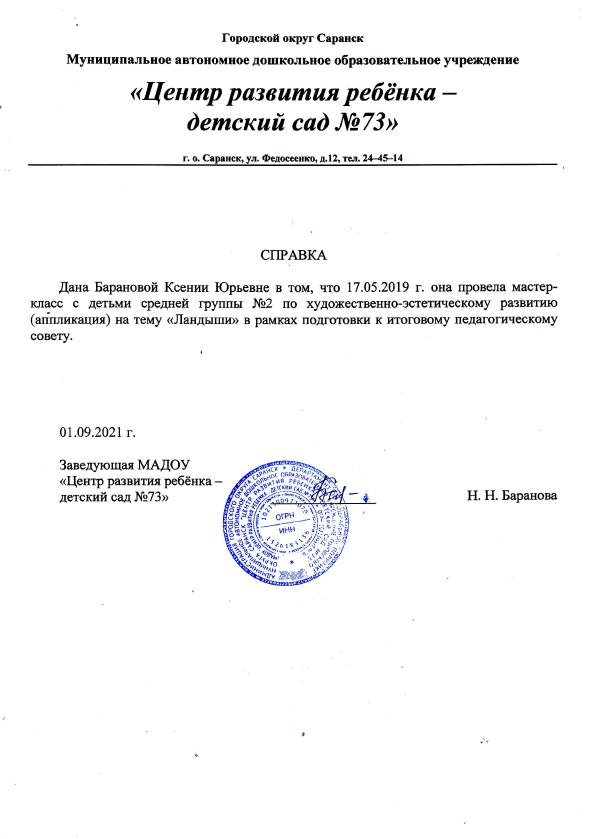 Городской округ Саранск
Муниципальное автономное дошкольное образовательное учреждение
«Центр развития ребёнка –
детский сад №73»
г. о. Саранск, ул. Федосеенко, д.12, тел. 24–45–14
СПРАВКА
Дана Барановой Ксении Юрьевне в том, что 17.05.2019 г. она провела мастер-
класс с детьми средней группы №2 по художественно-эстетическому развитию
(аппликация) на тему «Ландыши» в рамках подготовки к итоговому педагогическому
совету.
01.09.2021 г.
Заведующая МАДОУ
«Центр развития ребёнка –
детский сад №73»
Н. Н. Баранова
ОГРН
ИНН